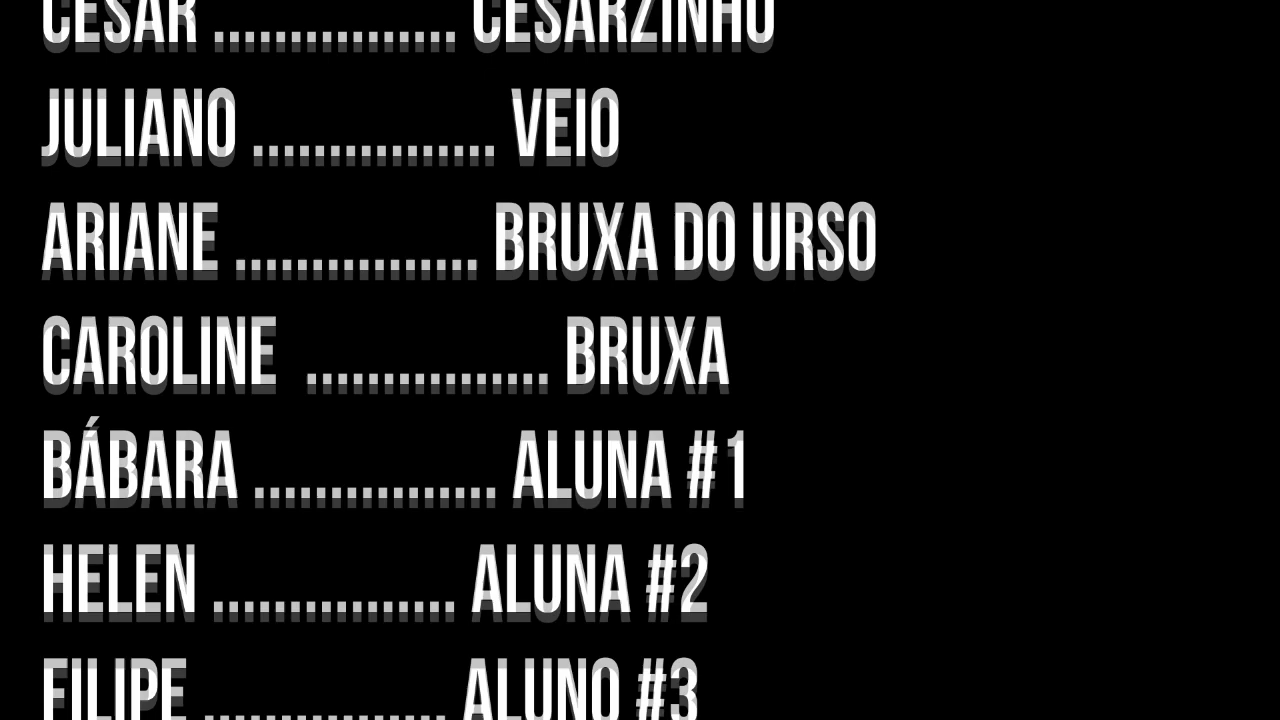 CESAR ................ CESARZINHO
JULIANO ................ VEIO
ARIANE ................ BRUXA DO URSO
CAROLINE  ................ BRUXA
BÁBARA ................ ALUNA #1
HELEN ................ ALUNA #2
FILIPE ................ ALUNO #3